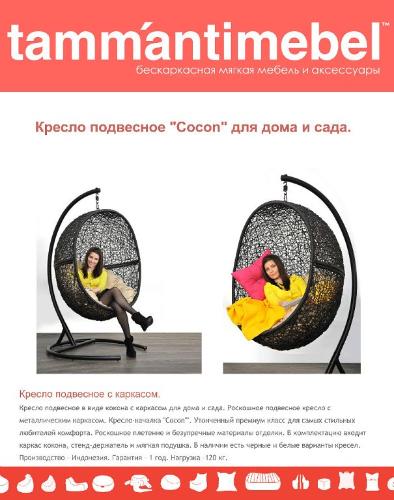 tamm'antimebel™
бескаркасная мягкая мебель и аксессуары
Кресло подвесное "Cocon" для дома и сада.
Кресло подвесное с каркасом.
Кресло подвесное в виде кокона с каркасом для дома и сада. Роскошное подвесное кресло с
металлическим каркасом. Кресло-качалка "Cocon"". Утонченный премиум класс для самых стильных
любителей комфорта. Роскошное плетение и безупречные материалы отделки. В комплектацию входит
каркас кокона, стенд-держатель и мягкая подушка. В наличии есть черные и белые варианты кресел.
Производство - Индонезия. Гарантия - 1 год. Нагрузка -120 кг.